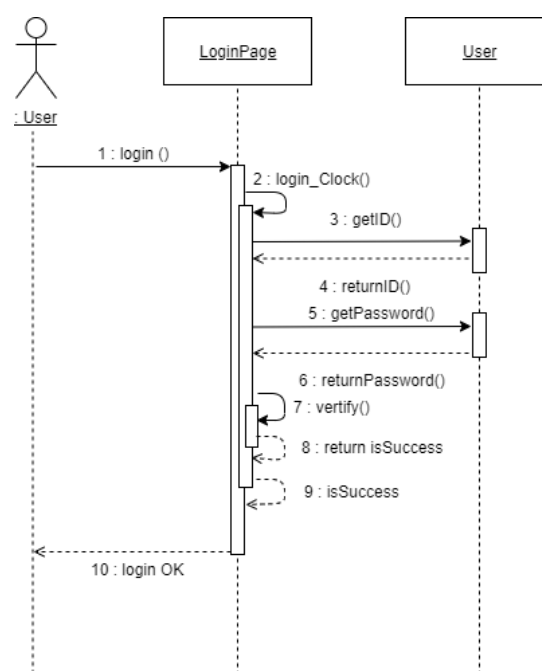 LoginPage
User
: User
1 : login ()
2 : login_Clock()
3 : getID()
4 : returnID()
5 : getPassword()
6 : returnPassword()
7 : vertify()
8 : return isSuccess
9 : isSuccess
10 : login OK